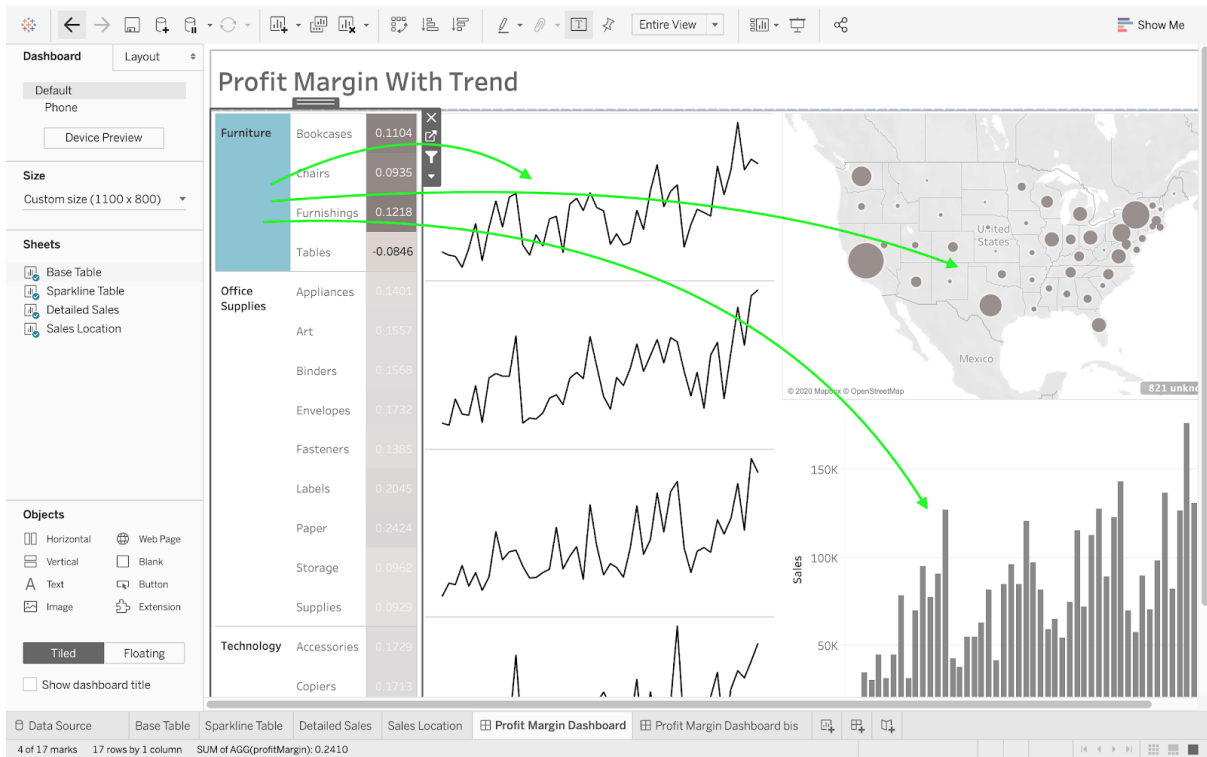 Entire View
Show Me
Dashboard
Layout
Default
Phone
Device Preview
Size
Custom size (1100 x 800)
Sheets
Base Table
Sparkline Table
Detailed Sales
Sales Location
Objects
Horizontal
Web Page
Vertical
Blank
Text
Button
Image
Extension
Tiled
Floating
Show dashboard title
Profit Margin With Trend
Furniture
Bookcases 0.1104
Chairs 0.0935
Furnishings 0.1218
Tables -0.0846
Office
Supplies
Appliances 0.1401
Art 0.1557
Binders 0.1568
Envelopes 0.1732
Fasteners 0.1385
Labels 0.2045
Paper 0.2424
Storage 0.0962
Supplies 0.0929
Technology
Accessories 0.1729
Copiers 0.1713
United
States
Mexico
© 2020 Mapbox © OpenStreetMap
821 unkno
150K
100K
50K
Sales
Data Source
Base Table
Sparkline Table
Detailed Sales
Sales Location
Profit Margin Dashboard
Profit Margin Dashboard bis
4 of 17 marks
17 rows by 1 column
SUM of AGG(profitMargin): 0.2410